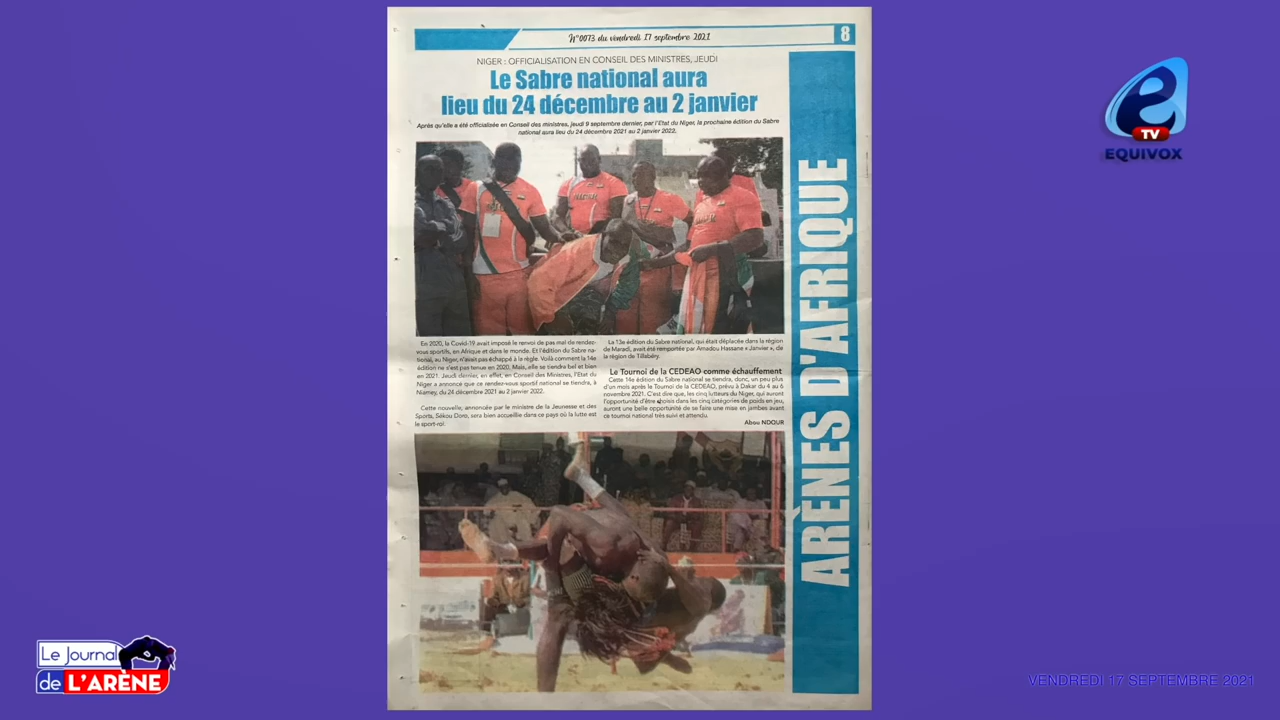 N°0073 du vendredi 17 septembre 2021
8
NIGER : OFFICIALISATION EN CONSEIL DES MINISTRES, JEUDI
Le Sabre national aura
lieu du 24 décembre au 2 janvier
Après qu'elle a été officialisée en Conseil des ministres, jeudi 9 septembre dernier, par l'Etat du Niger, la prochaine édition du Sabre
national aura lieu du 24 décembre 2021 au 2 janvier 2022.
En 2020, la Covid-19 avait imposé le renvoi de pas mal de rendez-
vous sportifs, en Afrique et dans le monde. Et l'édition du Sabre na-
tional, au Niger, n'avait pas échappé à la règle. Voilà comment la 14e
édition ne s'est pas tenue en 2020. Mais, elle se tiendra bel et bien
en 2021. Jeudi dernier, en effet, en Conseil des Ministres, l'Etat du
Niger a annoncé que ce rendez-vous sportif national se tiendra, à
Niamey, du 24 décembre 2021 au 2 janvier 2022.
Cette nouvelle, annoncée par le ministre de la Jeunesse et des
Sports, Sékou Doro, sera bien accueillie dans ce pays où la lutte est
le sport-roi.
La 13e édition du Sabre national, qui était déplacée dans la région
de Maradi, avait été remportée par Amadou Hassane « Janvier », de
la région de Tillabéry.
Le Tournoi de la CEDEAO comme échauffement
Cette 14e édition du Sabre national se tiendra, donc, un peu plus
d'un mois après le Tournoi de la CEDEAO, prévu à Dakar du 4 au 6
novembre 2021. C'est dire que, les cinq lutteurs du Niger, qui auront
l'opportunité d'être choisis dans les cinq catégories de poids en jeu,
auront une belle opportunité de se faire une mise en jambes avant
ce tournoi national très suivi et attendu.
Abou NDOUR
ARÈNES D'AFRIQUE
e
TV
EQUIVOX
Le Journal
de L'ARÈNE
VENDREDI 17 SEPTEMBRE 2021